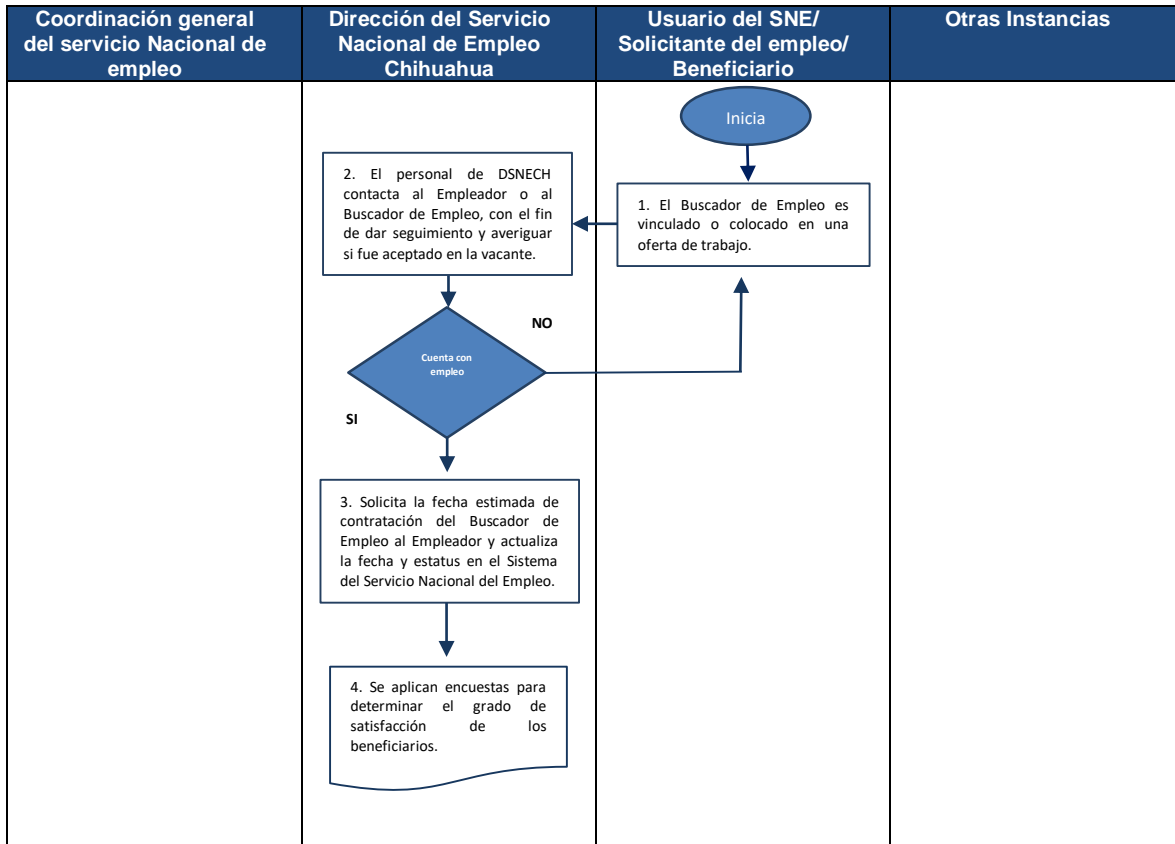 Coordinación general
del servicio Nacional de
empleo
Dirección del Servicio
Nacional de Empleo
Chihuahua
Usuario del SNE/
Solicitante del empleo/
Beneficiario
Otras Instancias
Inicia
1. El Buscador de Empleo es
vinculado o colocado en una
oferta de trabajo.
2. El personal de DSNECH
contacta al Empleador o al
Buscador de Empleo, con el fin
de dar seguimiento y averiguar
si fue aceptado en la vacante.
Cuenta con
empleo
NO
SI
3. Solicita la fecha estimada de
contratación del Buscador de
Empleo al Empleador y actualiza
la fecha y estatus en el Sistema
del Servicio Nacional del Empleo.
4. Se aplican encuestas para
determinar el grado de
satisfacción de los
beneficiarios.